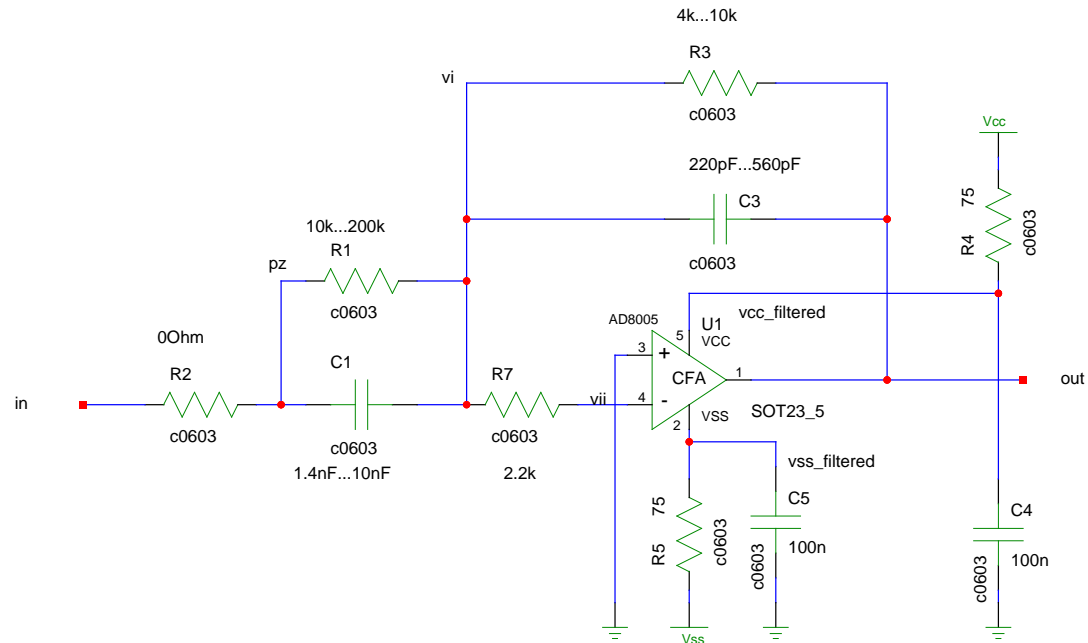 4k...10k
R3
vi
c0603
Vcc
220pF...560pF
75
C3
10k...200k
R4
c0603
R1
c0603
pz
c0603
vcc_filtered
AD8005
U1
5
VCC
0Ohm
3
+
C1
R2
R7
CFA
1
out
in
vii
4
-
VSS
SOT23_5
c0603
c0603
c0603
2
1.4nF...10nF
2.2k
vss_filtered
75
C5
C4
R5
c0603
c0603
100n
c0603
100n
Vss